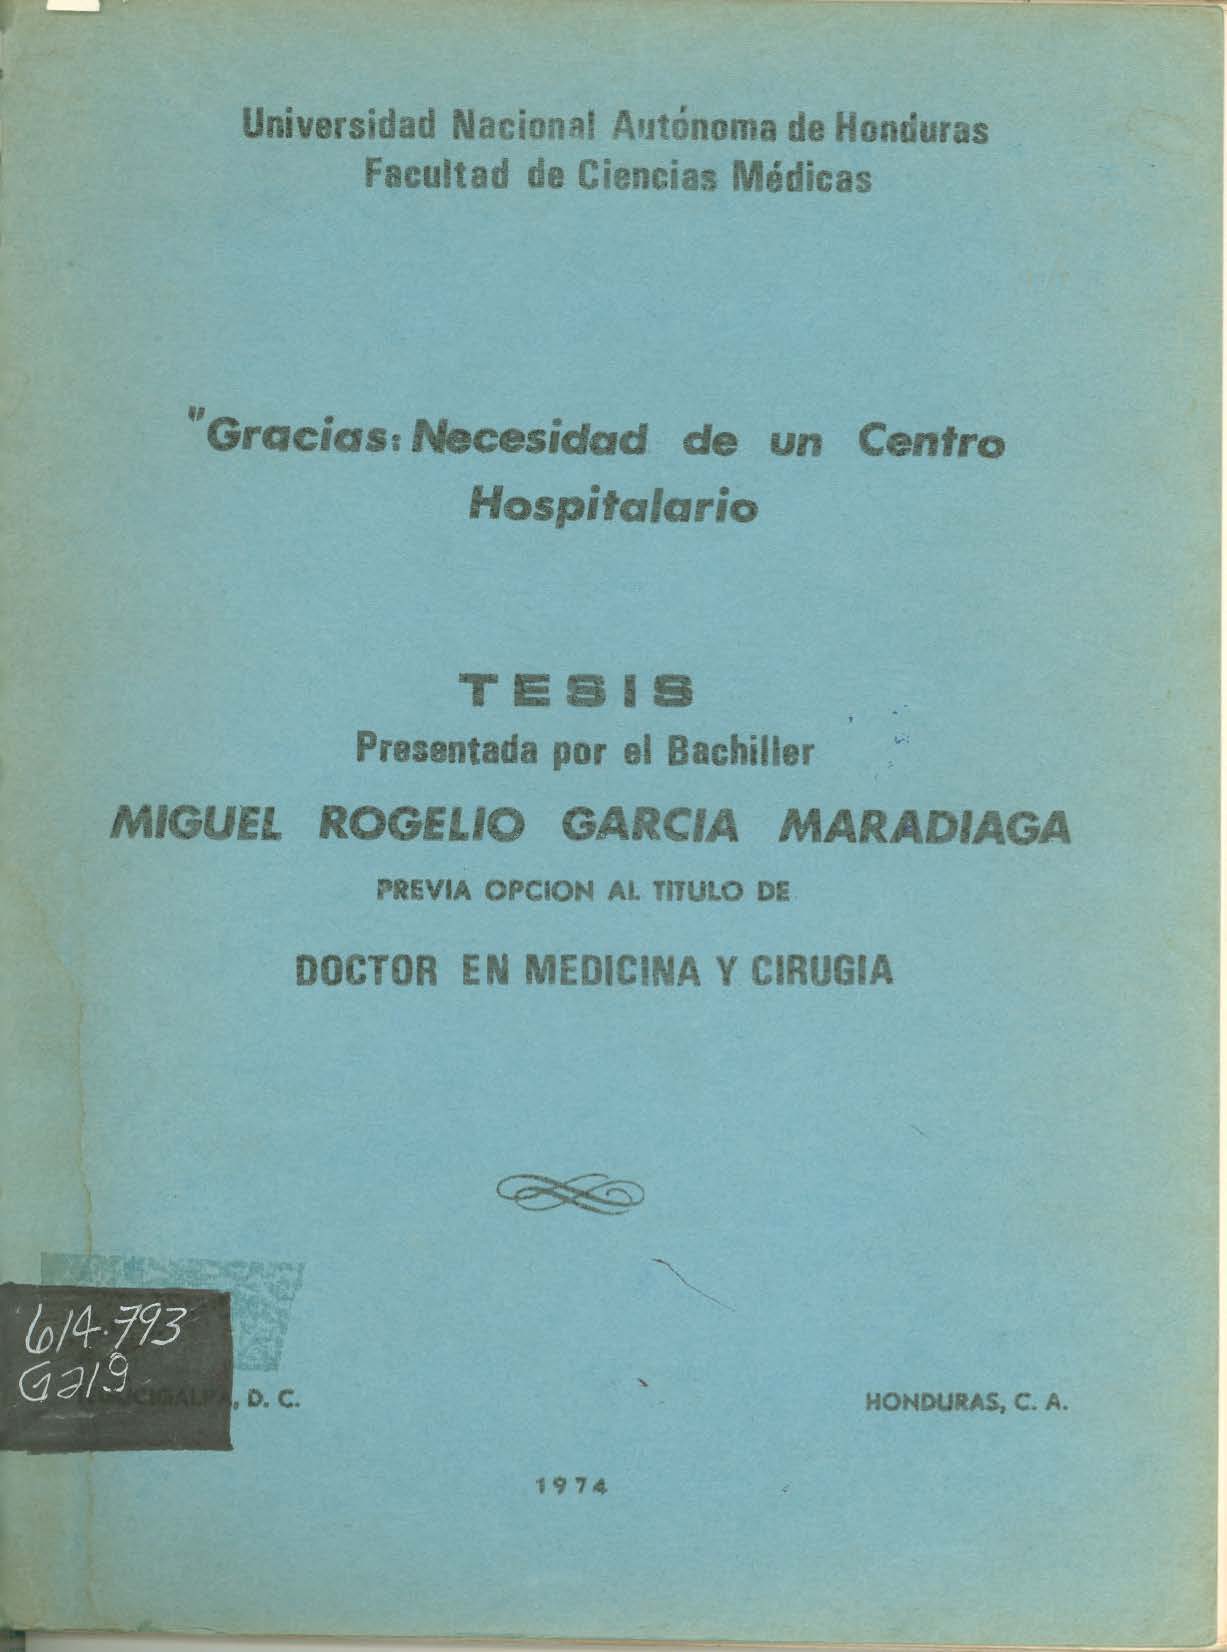 Universidad Nacional Autónoma de Honduras
Facultad de Ciencias Médicas
"Gracias: Necesidad de un Centro
Hospitalario
TESIS
Presentada por el Bachiller
MIGUEL ROGELIO GARCIA MARADIAGA
PREVIA OPCION AL TITULO DE
DOCTOR EN MEDICINA Y CIRUGIA
614.793
G219
TEGUCIGALPA, D. C.
HONDURAS, C. A.
1974